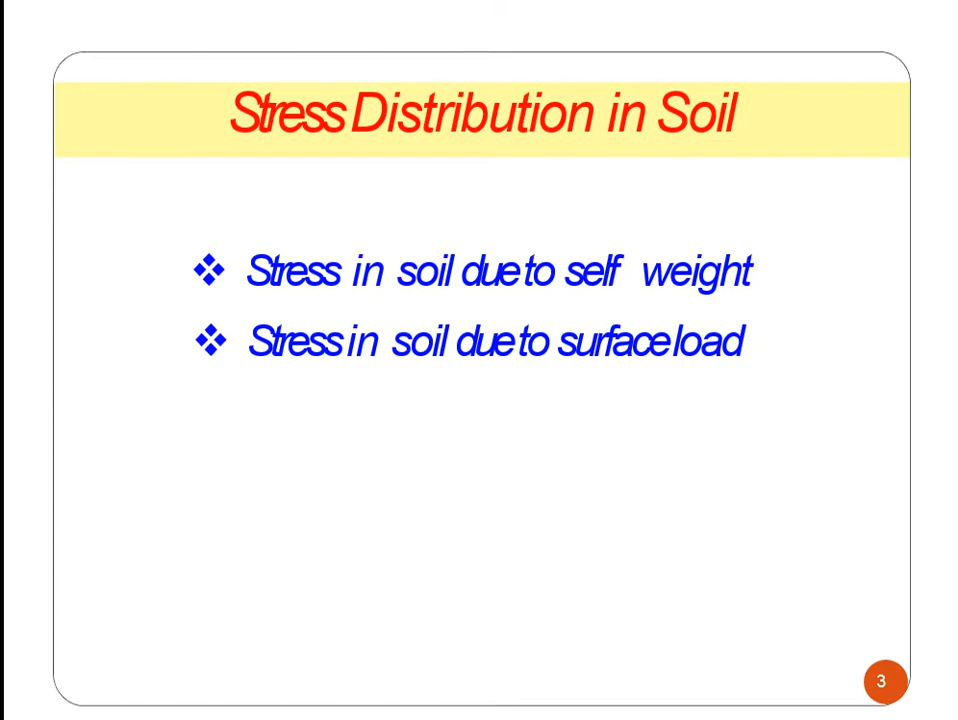 Stress Distribution in Soil
❖ Stress in soil due to self weight
❖ Stress in soil due to surface load
3